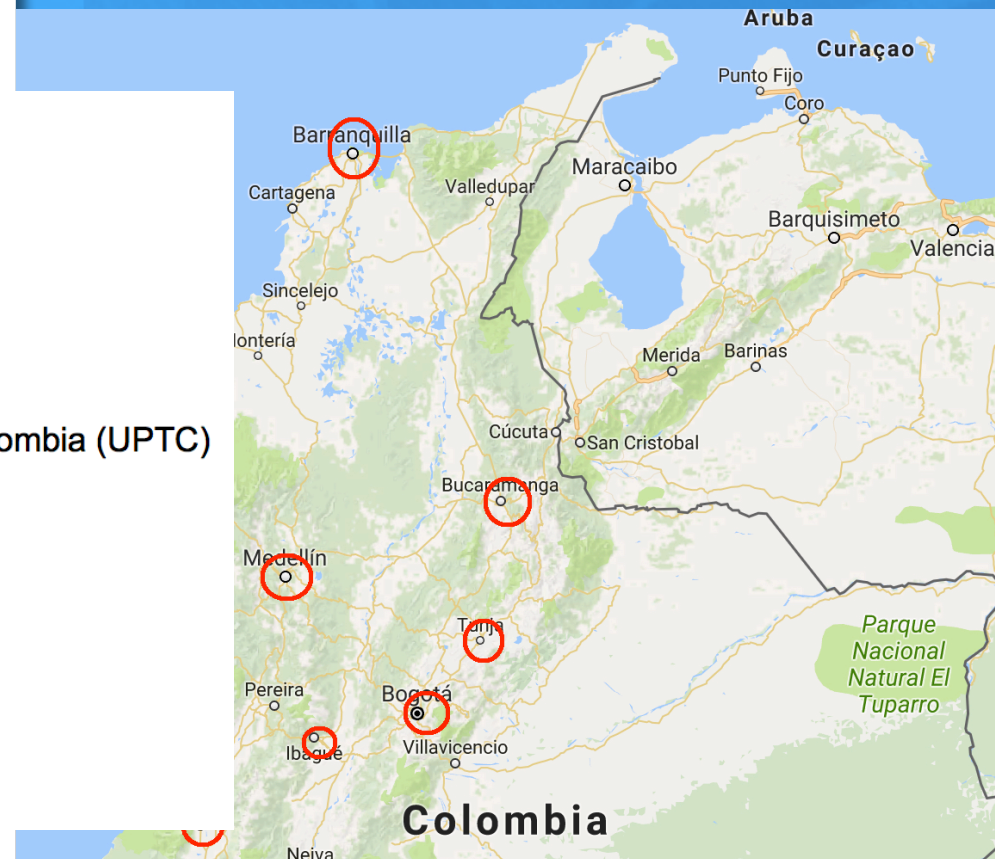 Aruba
Curaçao
Punto Fijo
Coro
Barranquilla
Maracaibo
Cartagena
Valledupar
Barquisimeto
Valencia
Sincelejo
lontería
Merida
Barinas
ombia (UPTC)
Cúcuta
San Cristobal
Bucaramanga
Medellín
Tunja
Parque
Nacional
Natural El
Tuparro
Pereira
Bogotá
Ibagué
Villavicencio
Colombia
Neiva